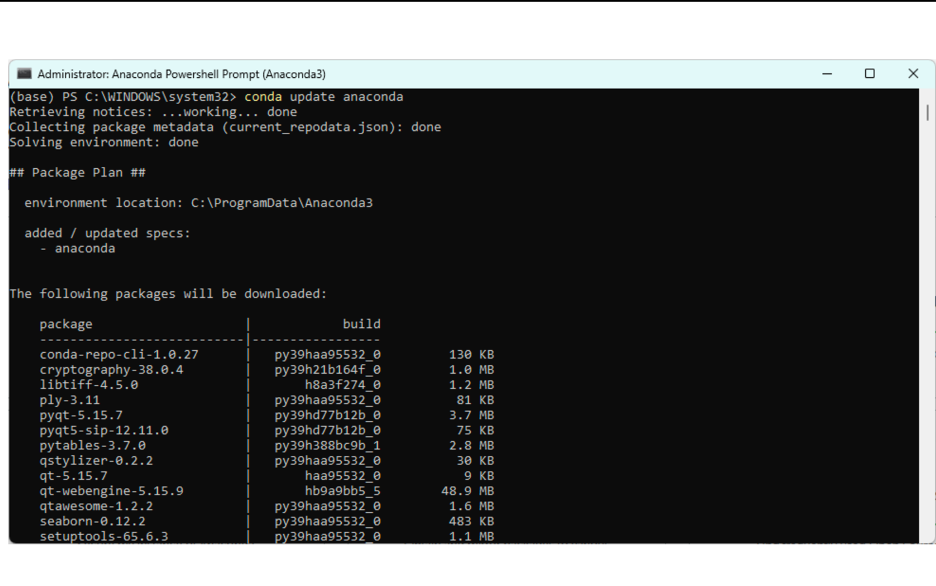 Administrator: Anaconda Powershell Prompt (Anaconda3)
(base) PS C:\WINDOWS\system32> conda update anaconda
Retrieving notices: ...working... done
Collecting package metadata (current_repodata.json): done
Solving environment: done
## Package Plan ##
environment location: C:\ProgramData\Anaconda3
added / updated specs:
- anaconda
The following packages will be downloaded:
package | build
---------------------------|-----------------
conda-repo-cli-1.0.27 | py39haa95532_0 130 KB
cryptography-38.0.4 | py39h21b164f_0 1.0 MB
libtiff-4.5.0 | h8a3f274_0 1.2 MB
ply-3.11 | py39haa95532_0 81 KB
pyqt-5.15.7 | py39hd77b12b_0 3.7 MB
pyqt5-sip-12.11.0 | py39hd77b12b_0 75 KB
pytables-3.7.0 | py39h388bc9b_1 2.8 MB
qstylizer-0.2.2 | py39haa95532_0 30 KB
qt-5.15.7 | haa95532_0 9 KB
qt-webengine-5.15.9 | hb9a9bb5_5 48.9 MB
qtawesome-1.2.2 | py39haa95532_0 1.6 MB
seaborn-0.12.2 | py39haa95532_0 483 KB
setuptools-65.6.3 | py39haa95532_0 1.1 MB